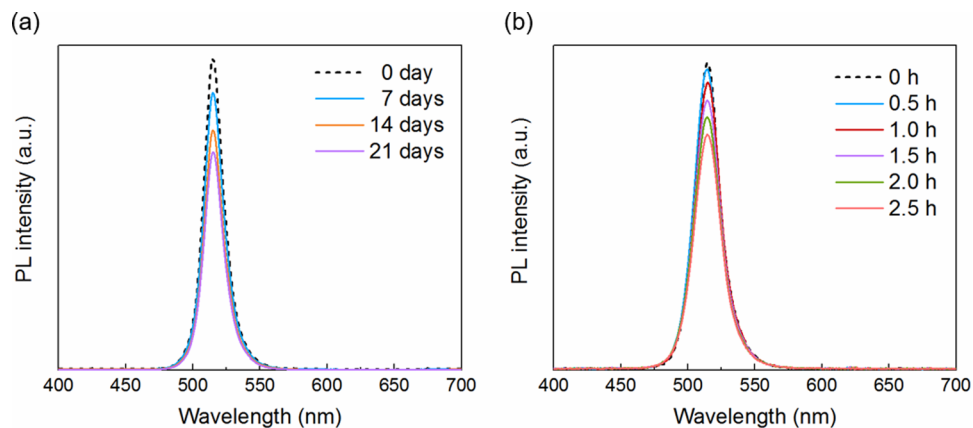 (a)
PL intensity (a.u.)
0 day
7 days
14 days
21 days
400 450 500 550 600 650 700
Wavelength (nm)
(b)
PL intensity (a.u.)
0 h
0.5 h
1.0 h
1.5 h
2.0 h
2.5 h
400 450 500 550 600 650 700
Wavelength (nm)